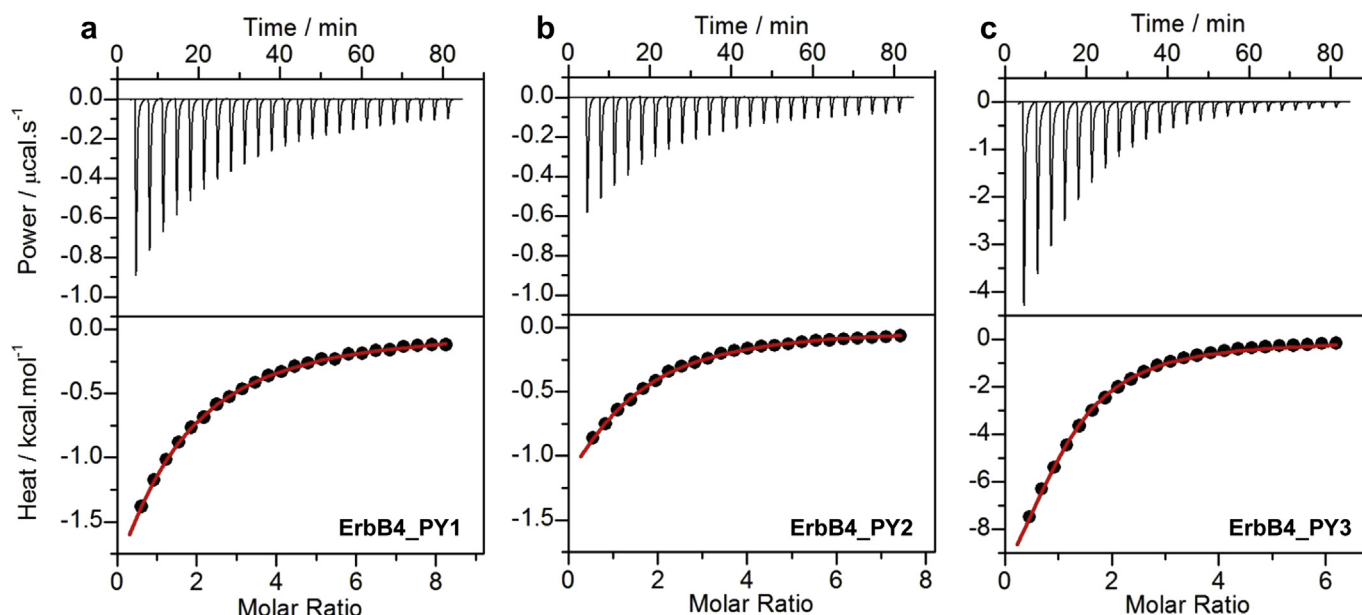 a
Time / min
0 20 40 60 80
Power / µcal.s⁻¹
0.0
-0.2
-0.4
-0.6
-0.8
-1.0
Heat / kcal.mol⁻¹
0.0
-0.5
-1.0
-1.5
ErbB4_PY1
0 2 4 6 8
Molar Ratio
b
Time / min
0 20 40 60 80
0.0
-0.2
-0.4
-0.6
-0.8
-1.0
0.0
-0.5
-1.0
-1.5
ErbB4_PY2
0 2 4 6 8
Molar Ratio
c
Time / min
0 20 40 60 80
0
-1
-2
-3
-4
0
-2
-4
-6
-8
ErbB4_PY3
0 2 4 6
Molar Ratio